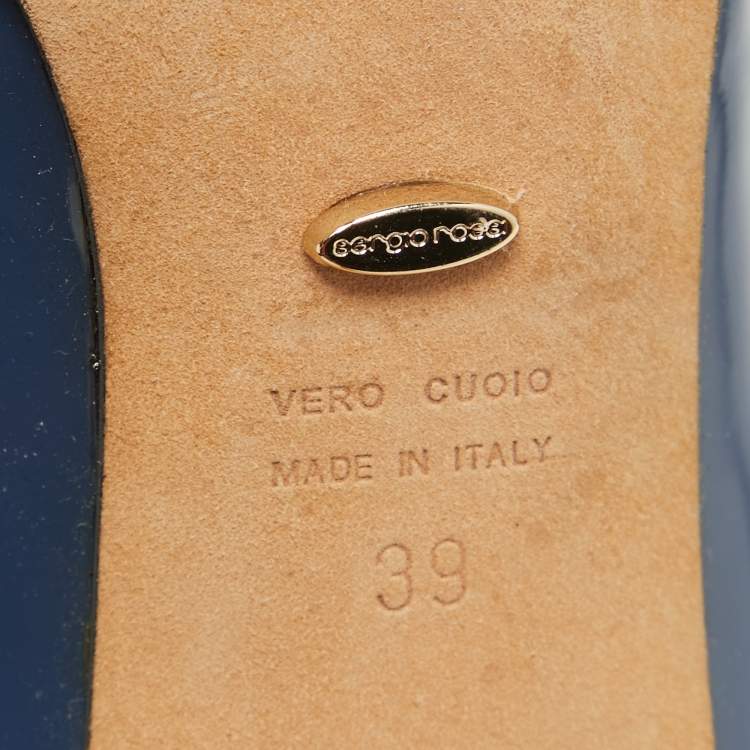 sergio rossi
VERO CUOIO
MADE IN ITALY
39